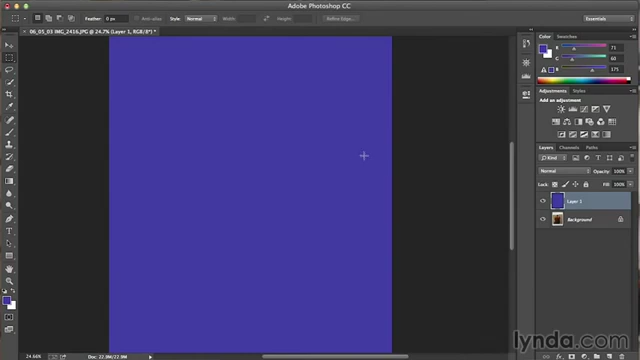 Adobe Photoshop CC
Feather: 0 px
Anti-alias
Style: Normal
Width:
Height:
Refine Edge...
Essentials
06_05_03 IMG_2416.JPG @ 24.7% (Layer 1, RGB/8*) *
Color
Swatches
R 71
G 60
B 175
Adjustments
Styles
Add an adjustment
Layers
Channels
Paths
Kind
Normal
Opacity: 100%
Lock:
Fill: 100%
Layer 1
Background
24.66%
Doc: 22.9M/22.9M
lynda.com